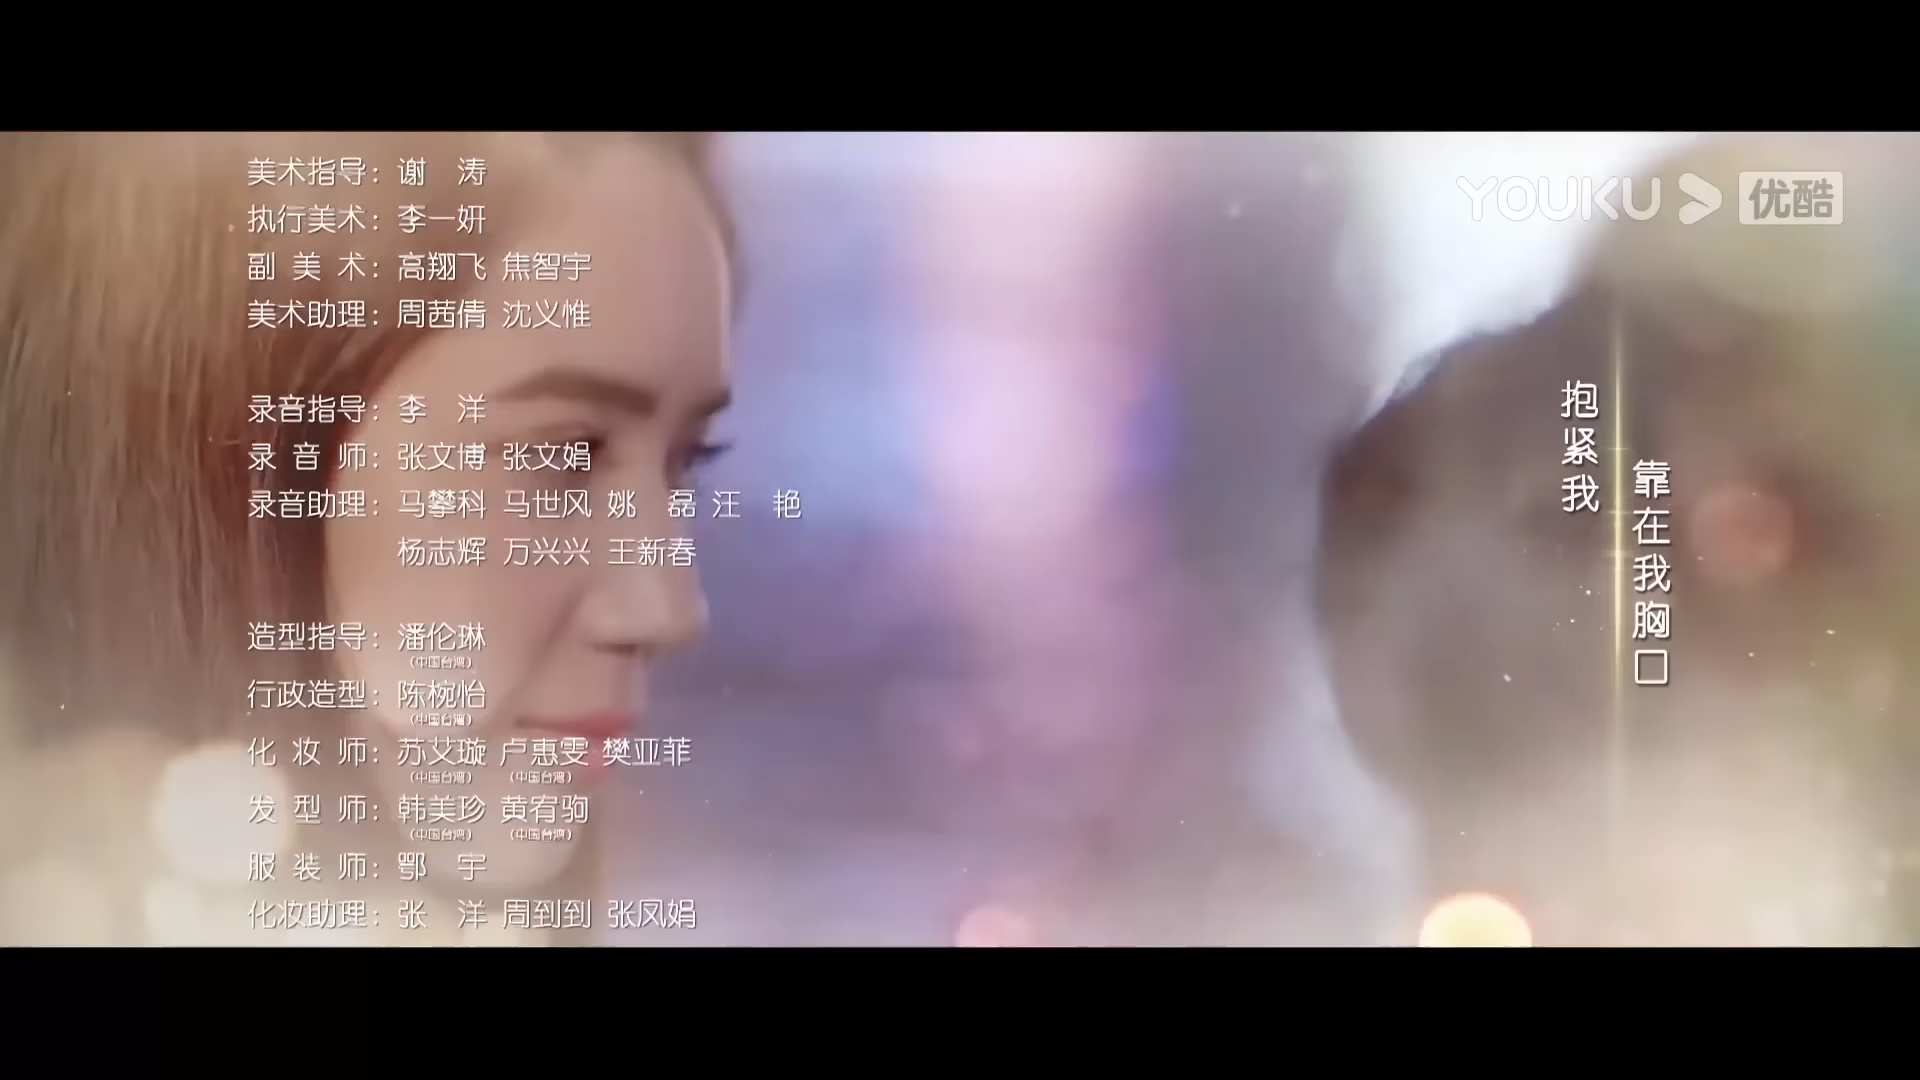 美术指导：谢　涛
执行美术：李一妍
副 美 术：高翔飞 焦智宇
美术助理：周茜倩 沈义惟
录音指导：李　洋
录 音 师：张文博 张文娟
录音助理：马攀科 马世风 姚　磊 汪　艳
杨志辉 万兴兴 王新春
造型指导：潘伦琳
（中国台湾）
行政造型：陈椀怡
（中国台湾）
化 妆 师：苏艾璇 卢惠雯 樊亚菲
（中国台湾） （中国台湾）
发 型 师：韩美珍 黄宥驹
（中国台湾） （中国台湾）
服 装 师：鄂　宇
化妆助理：张　洋 周到到 张凤娟
YOUKU 优酷
抱紧我
靠在我胸口